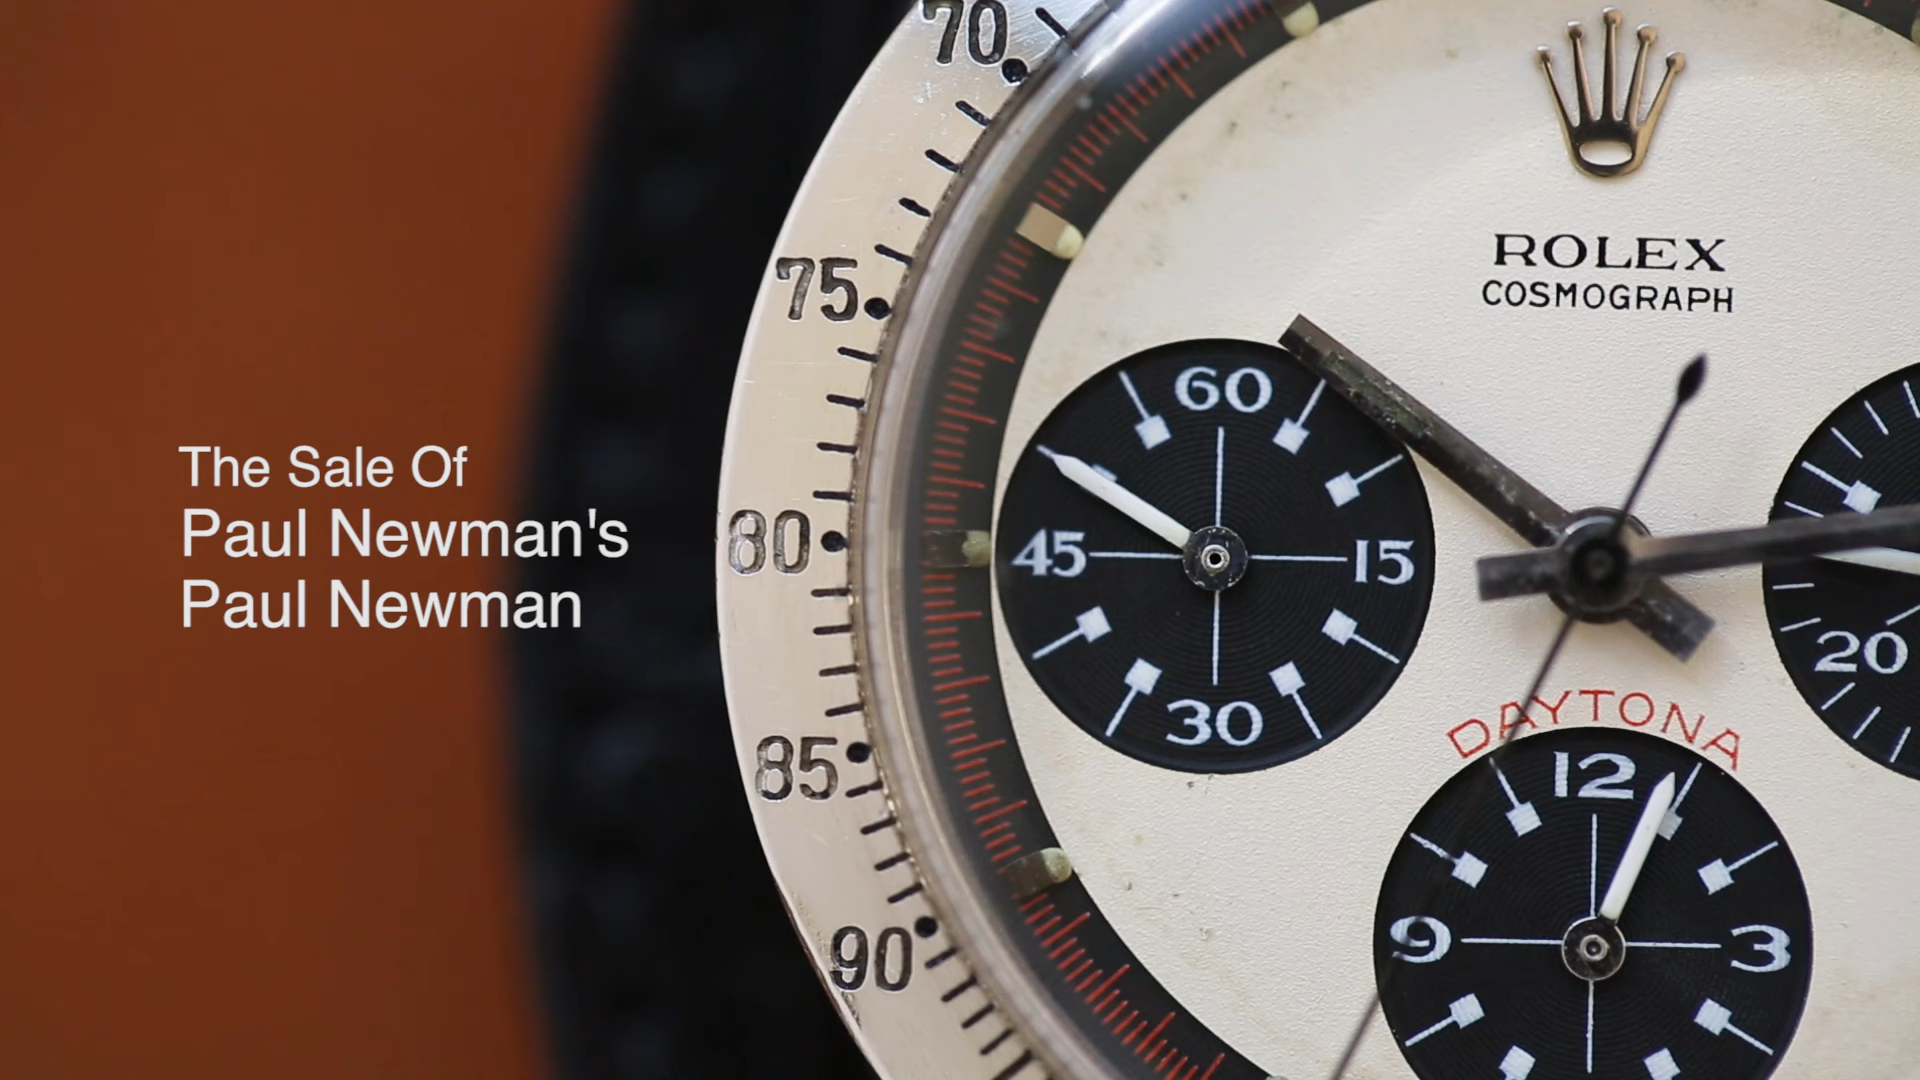 The Sale Of
Paul Newman's
Paul Newman
70
75
80
85
90
ROLEX
COSMOGRAPH
60
45
15
30
20
DAYTONA
12
9
3